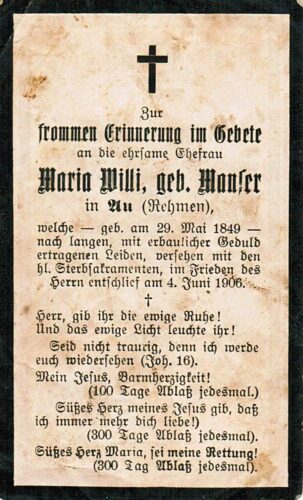 Zur
frommen Erinnerung im Gebete
an die ehrsame Ehefrau
Maria Willi, geb. Manser
in Au (Rehmen),
welche — geb. am 29. Mai 1849 —
nach langen, mit erbaulicher Geduld
ertragenen Leiden, versehen mit den
hl. Sterbsakramenten, im Frieden des
Herrn entschlief am 4. Juni 1906.
Herr, gib ihr die ewige Ruhe!
Und das ewige Licht leuchte ihr!
Seid nicht traurig, denn ich werde
euch wiedersehen (Joh. 16).
Mein Jesus, Barmherzigkeit!
(100 Tage Ablaß jedesmal.)
Süßes Herz meines Jesus gib, daß
ich immer mehr dich liebe!)
(300 Tage Ablaß jedesmal.)
Süßes Herz Maria, sei meine Rettung!
(300 Tag Ablaß jedesmal.)